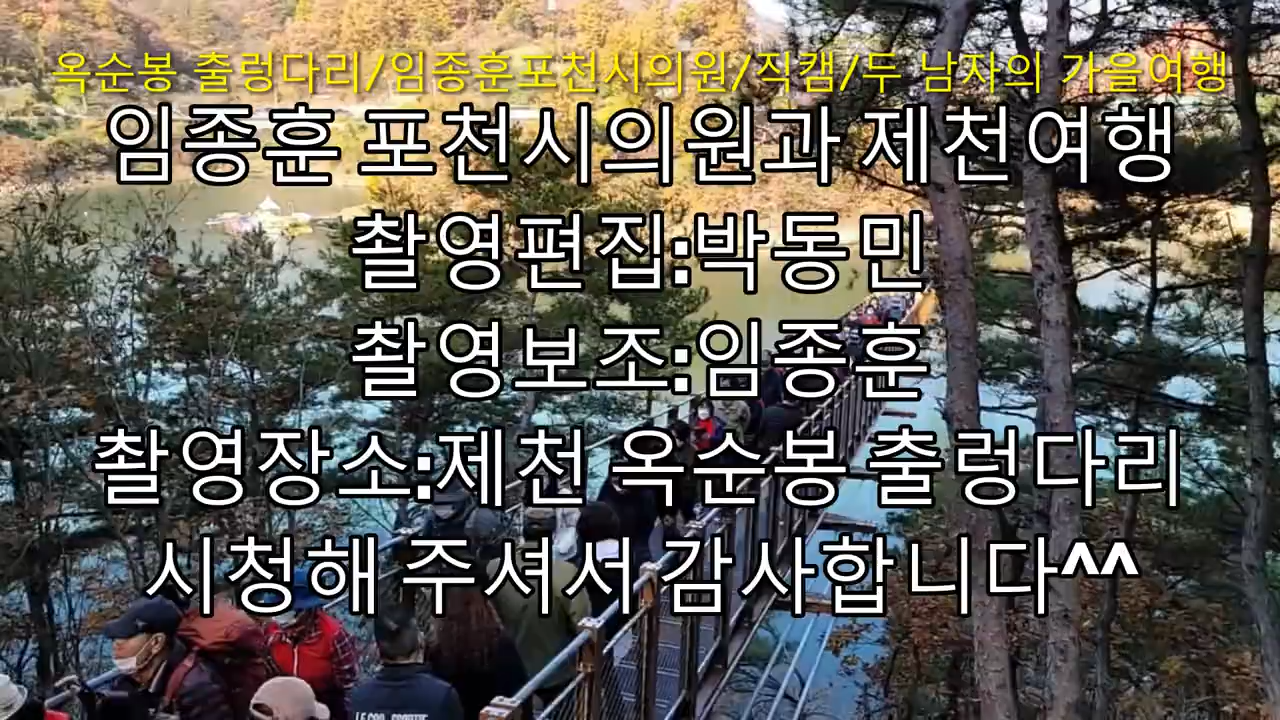 옥순봉 출렁다리/임종훈포천시의원/직캠/두 남자의 가을여행
임종훈 포천시의원과 제천여행
촬영편집:박동민
촬영보조:임종훈
촬영장소:제천 옥순봉 출렁다리
시청해 주셔서 감사합니다^^